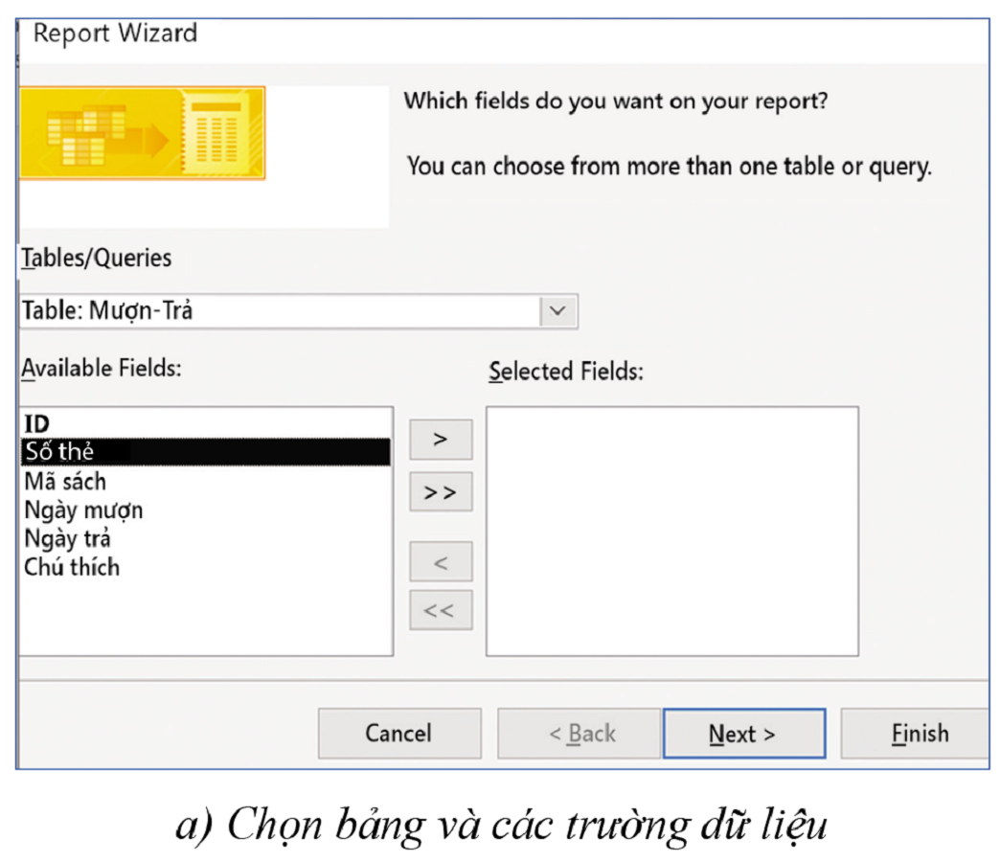 Report Wizard
Which fields do you want on your report?
You can choose from more than one table or query.
Tables/Queries
Table: Mượn-Trả
Available Fields:
Selected Fields:
ID
Số thẻ
Mã sách
Ngày mượn
Ngày trả
Chú thích
>
>>
<
<<
Cancel
< Back
Next >
Finish
a) Chọn bảng và các trường dữ liệu